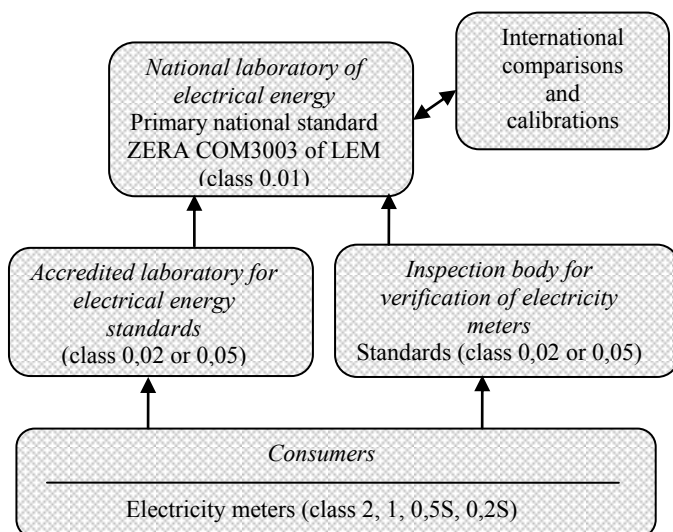 National laboratory of
electrical energy
Primary national standard
ZERA COM3003 of LEM
(class 0.01)
International
comparisons
and
calibrations
Accredited laboratory for
electrical energy
standards
(class 0,02 or 0,05)
Inspection body for
verification of electricity
meters
Standards (class 0,02 or 0,05)
Consumers
Electricity meters (class 2, 1, 0,5S, 0,2S)